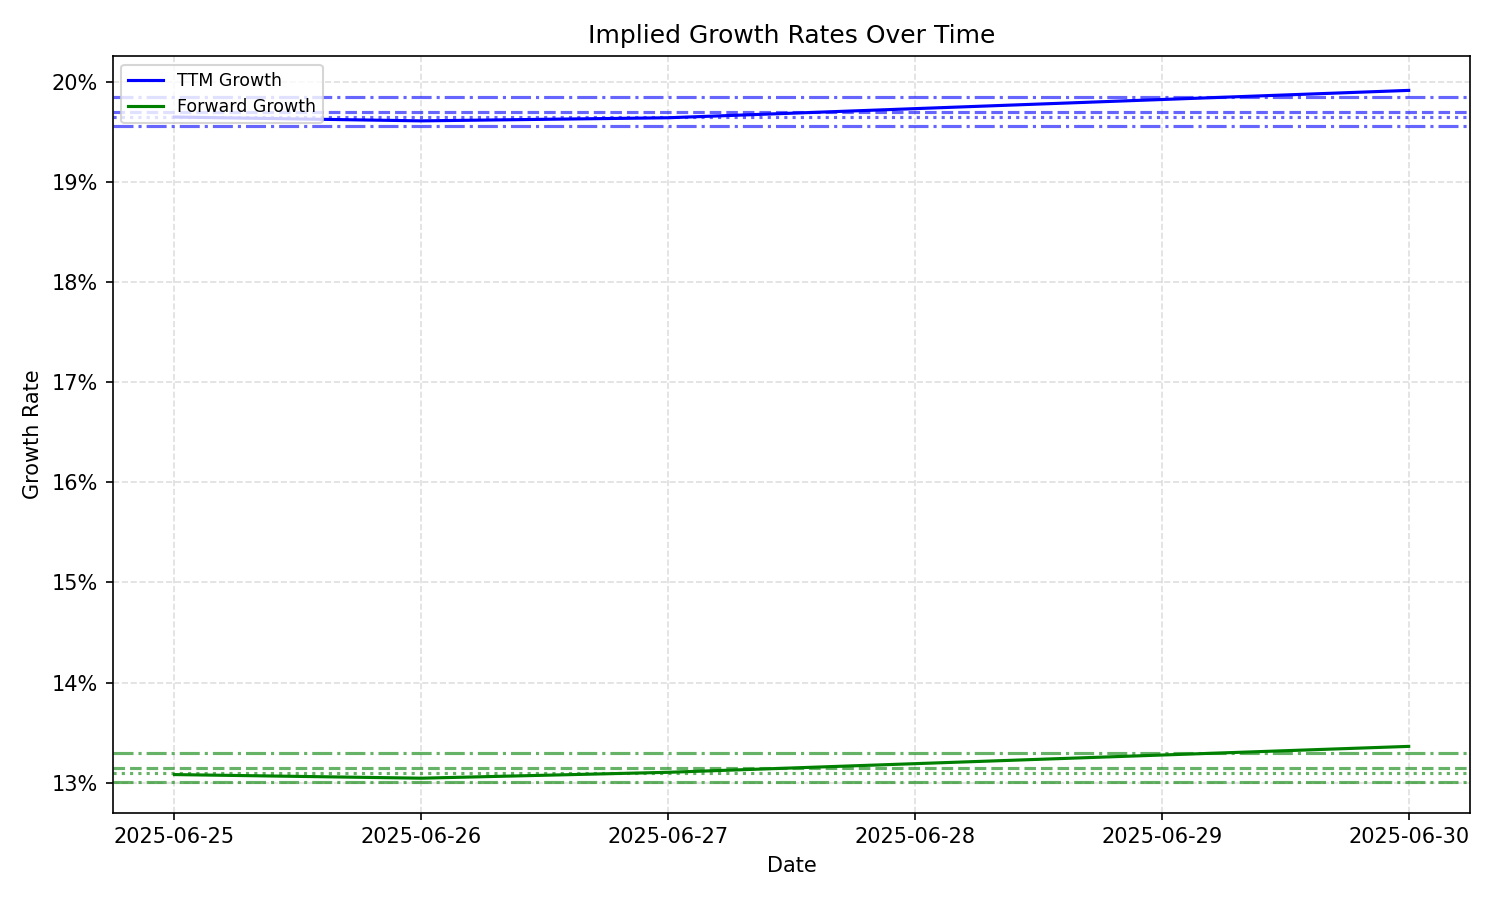 Implied Growth Rates Over Time
TTM Growth
Forward Growth
20%
19%
18%
17%
16%
15%
14%
13%
Growth Rate
2025-06-25
2025-06-26
2025-06-27
2025-06-28
2025-06-29
2025-06-30
Date